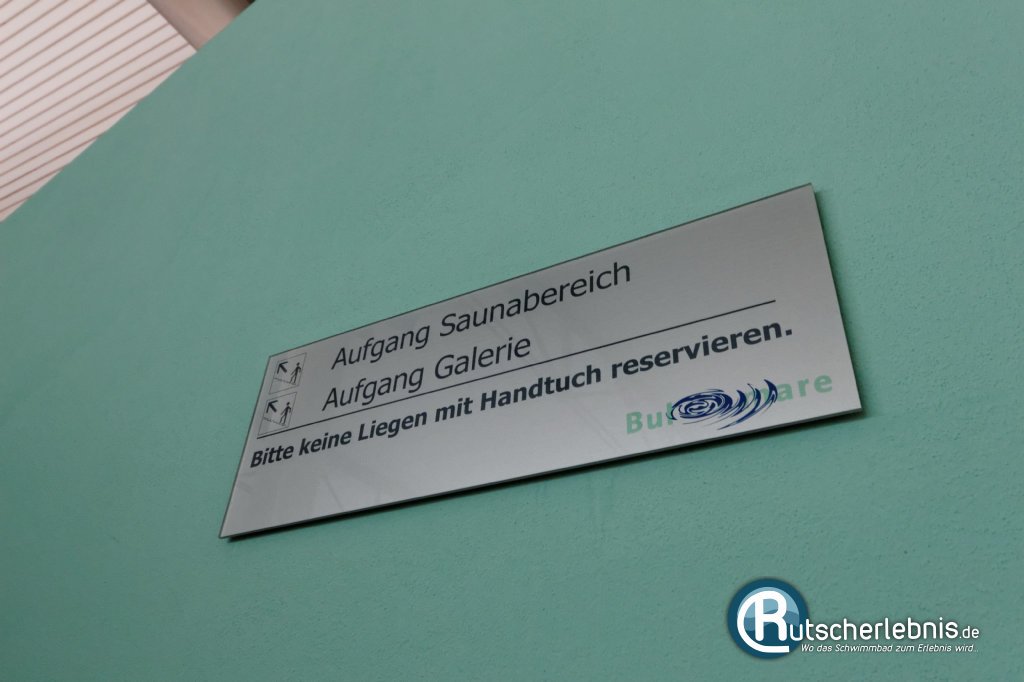 Aufgang Saunabereich
Aufgang Galerie
Bitte keine Liegen mit Handtuch reservieren.
Rutscherlebnis.de
Wo das Schwimmbad zum Erlebnis wird..